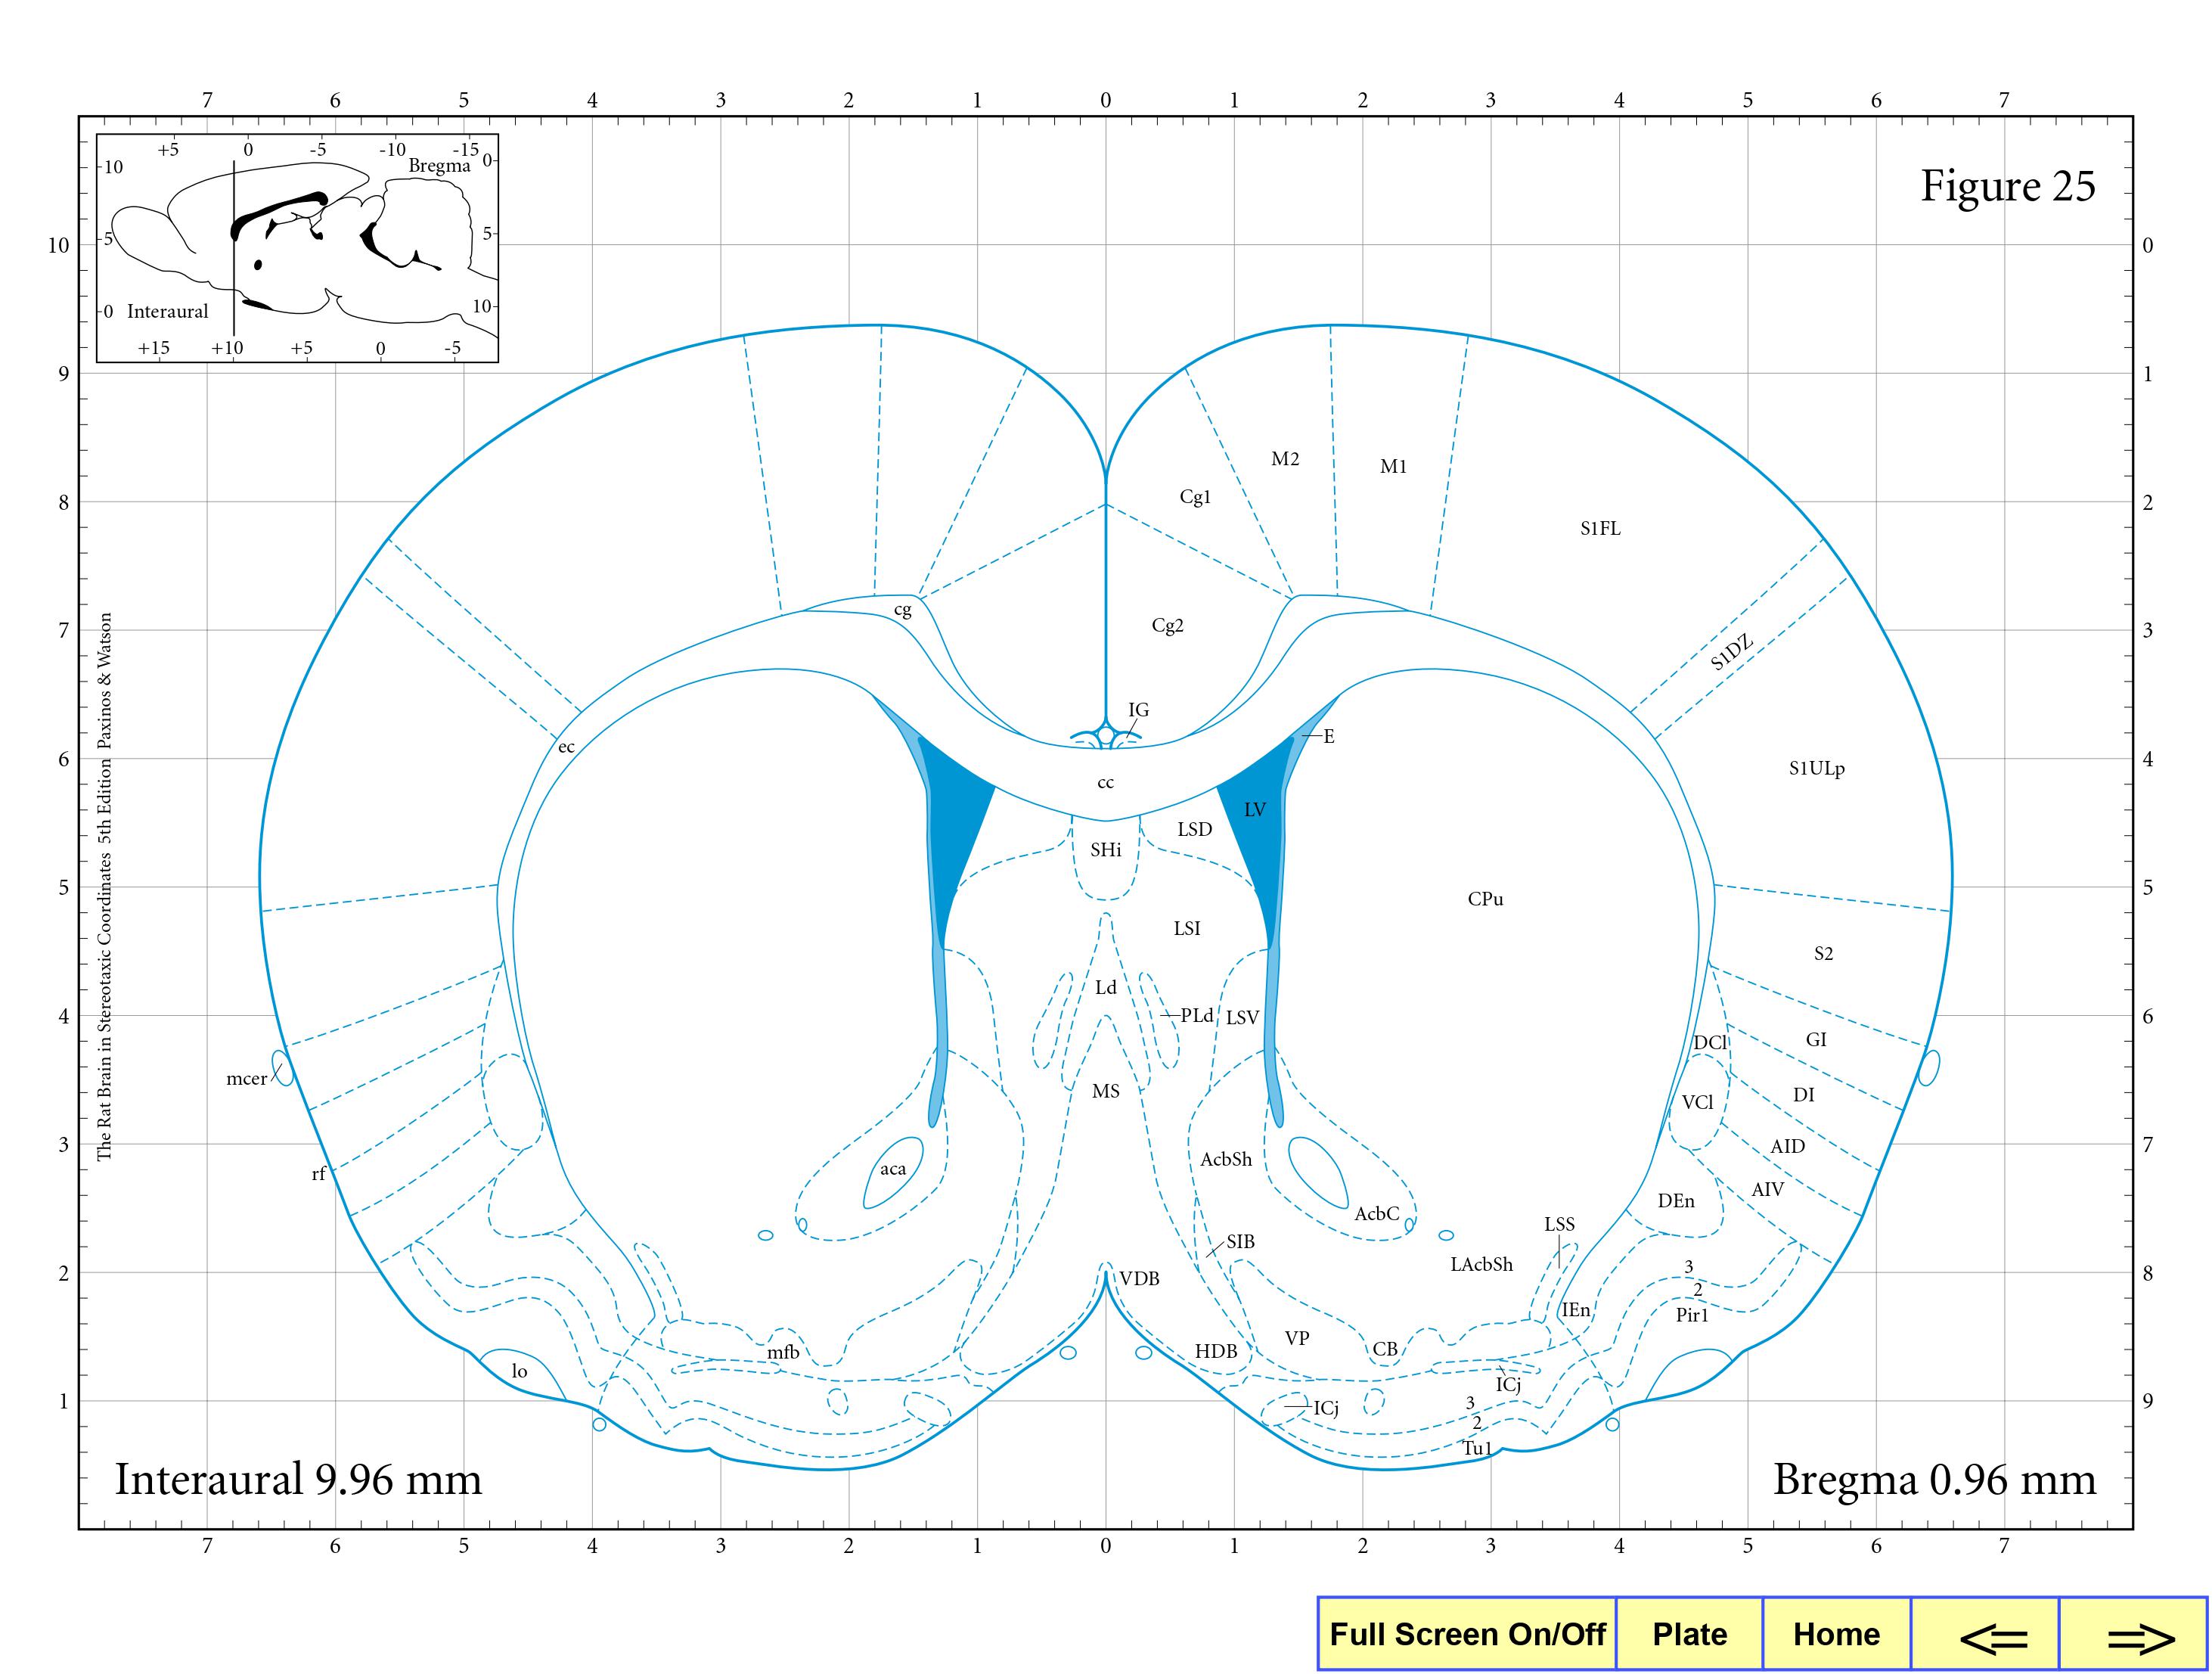 7 6 5 4 3 2 1 0 1 2 3 4 5 6 7
+5 0 -5 -10 -15
Bregma
0
10
5
5
0 Interaural
10
+15 +10 +5 0 -5
Figure 25
10 0
9 1
8 2
7 3
6 4
5 5
4 6
3 7
2 8
1 9
The Rat Brain in Stereotaxic Coordinates 5th Edition Paxinos & Watson
M2
M1
Cg1
S1FL
cg
Cg2
S1DZ
IG
E
ec
cc
S1ULp
LV
LSD
SHi
CPu
LSI
S2
Ld
PLd
LSV
DCl
GI
mcer
MS
VCl
DI
AID
rf
aca
AcbSh
AIV
DEn
AcbC
LSS
SIB
LAcbSh
3
VDB
2
IEn
Pir1
VP
mfb
HDB
CB
lo
ICj
ICj
3
2
Tu1
Interaural 9.96 mm
Bregma 0.96 mm
7 6 5 4 3 2 1 0 1 2 3 4 5 6 7
Full Screen On/Off Plate Home <= =>